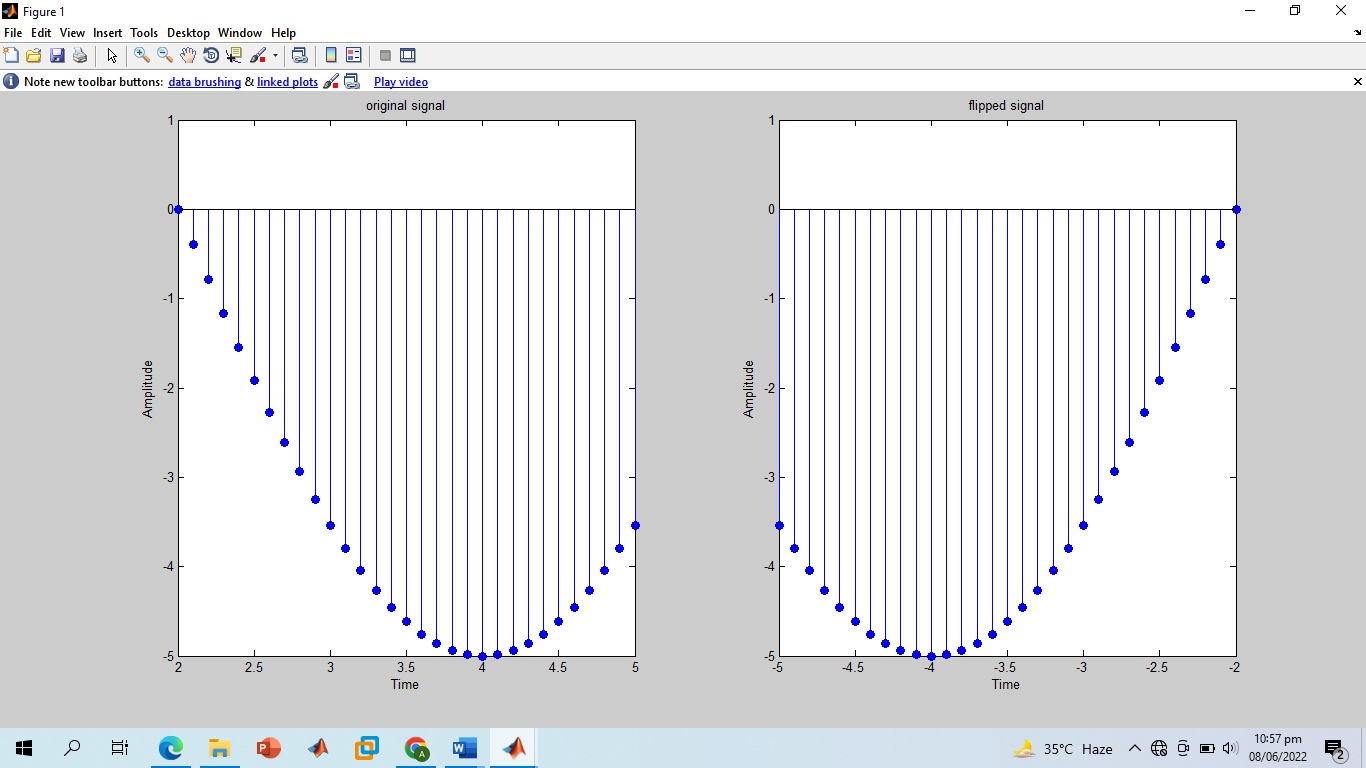 Figure 1
File Edit View Insert Tools Desktop Window Help
Note new toolbar buttons: data brushing & linked plots Play video
original signal
1
0
-1
-2
-3
-4
-5
Amplitude
2 2.5 3 3.5 4 4.5 5
Time
flipped signal
1
0
-1
-2
-3
-4
-5
Amplitude
-5 -4.5 -4 -3.5 -3 -2.5 -2
Time
35°C Haze
10:57 pm
08/06/2022
2